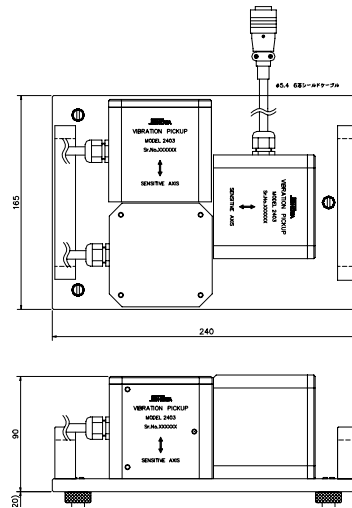 φ5.4 6芯シールドケーブル
VIBRATION PICKUP
MODEL 2403
Sr.No.XXXXXX
SENSITIVE AXIS
VIBRATION PICKUP
MODEL 2403
Sr.No.XXXXXX
SENSITIVE AXIS
165
240
VIBRATION PICKUP
MODEL 2403
Sr.No.XXXXXX
SENSITIVE AXIS
90
(20)